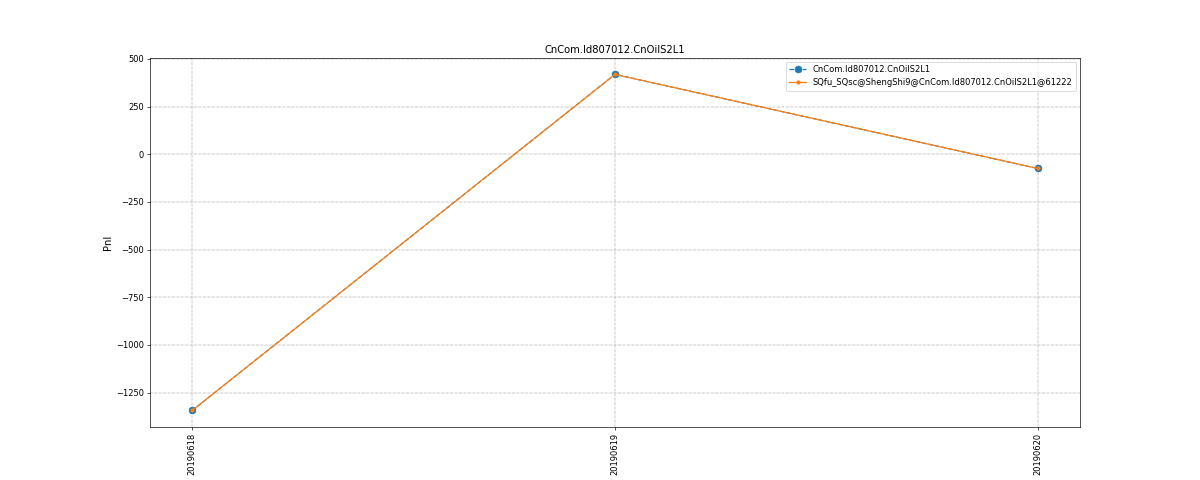 CnCom.Id807012.CnOilS2L1
CnCom.Id807012.CnOilS2L1
SQfu_SQsc@ShengShi9@CnCom.Id807012.CnOilS2L1@61222
500
250
0
−250
−500
−750
−1000
−1250
Pnl
20190618
20190619
20190620